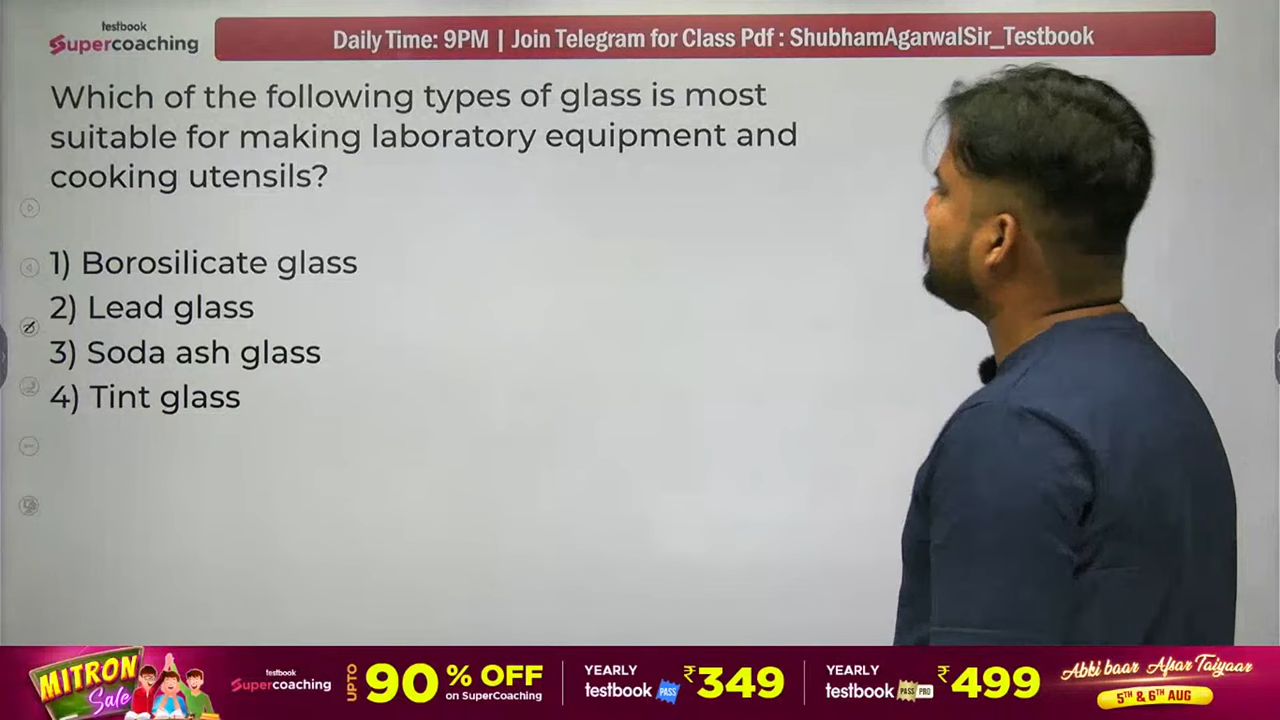 testbook
Supercoaching
Daily Time: 9PM | Join Telegram for Class Pdf : ShubhamAgarwalSir_Testbook
Which of the following types of glass is most
suitable for making laboratory equipment and
cooking utensils?
1) Borosilicate glass
2) Lead glass
3) Soda ash glass
4) Tint glass
MITRON
Sale
testbook
Supercoaching
UPTO 90 % OFF
on SuperCoaching
YEARLY
testbook PASS
₹349
YEARLY
testbook PASS PRO
₹499
Abki baar Afsar Taiyaar
5TH & 6TH AUG